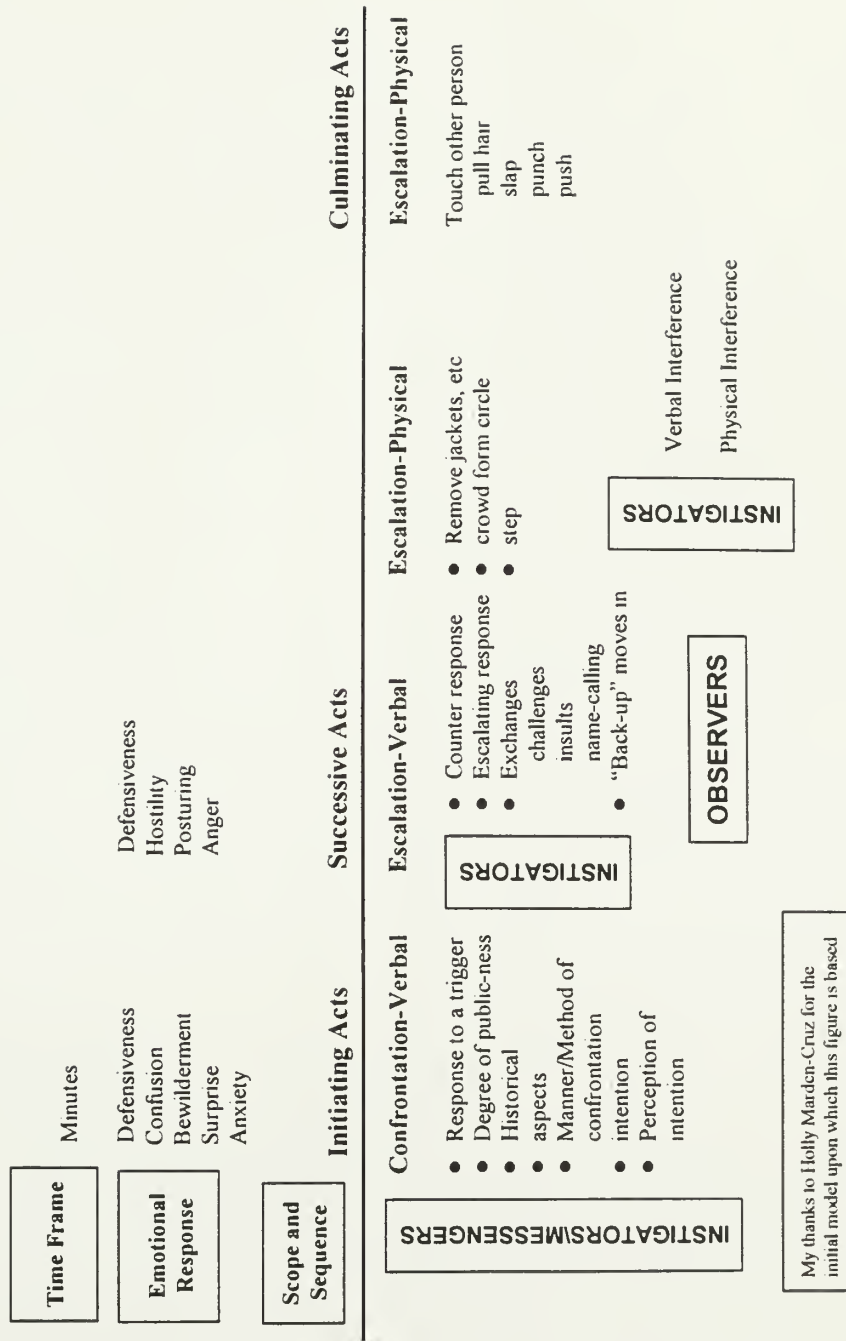 Time Frame
Minutes
Emotional
Response
Defensiveness
Confusion
Bewilderment
Surprise
Anxiety
Defensiveness
Hostility
Posturing
Anger
Scope and
Sequence
Initiating Acts
Successive Acts
Culminating Acts
INSTIGATORS\MESSENGERS
Confrontation-Verbal
● Response to a trigger
● Degree of public-ness
● Historical
● aspects
● Manner/Method of
confrontation
● intention
● Perception of
intention
INSTIGATORS
Escalation-Verbal
● Counter response
● Escalating response
● Exchanges
challenges
insults
name-calling
● "Back-up" moves in
OBSERVERS
Escalation-Physical
● Remove jackets, etc
● crowd form circle
● step
INSTIGATORS
Verbal Interference
Physical Interference
Escalation-Physical
Touch other person
pull hair
slap
punch
push
My thanks to Holly Marden-Cruz for the
initial model upon which this figure is based